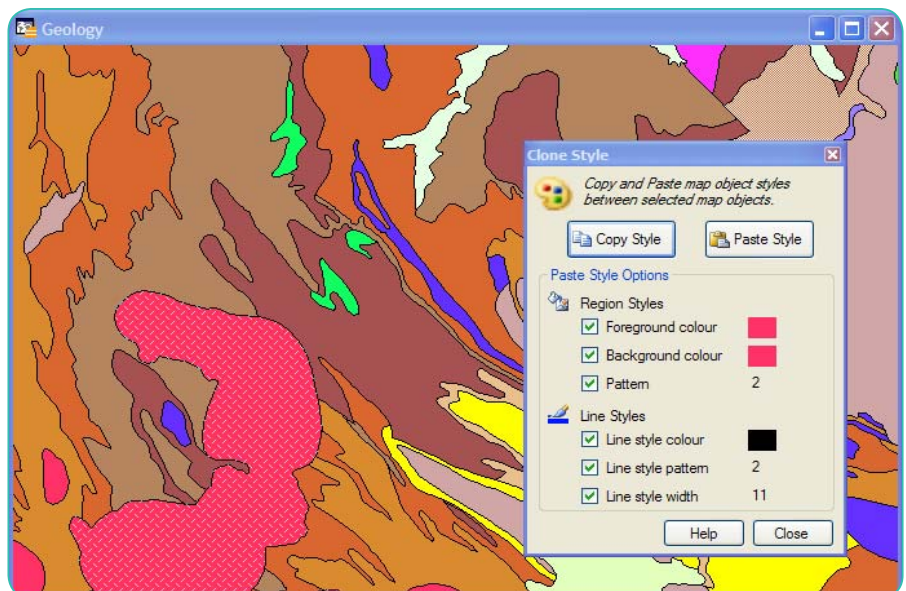 Geology
Clone Style
Copy and Paste map object styles
between selected map objects.
Copy Style
Paste Style
Paste Style Options
Region Styles
Foreground colour
Background colour
Pattern 2
Line Styles
Line style colour
Line style pattern 2
Line style width 11
Help
Close